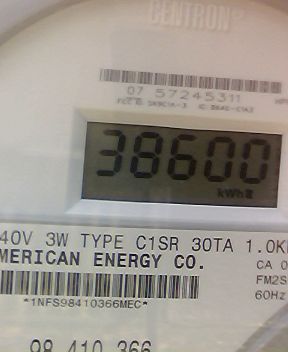 CENTRON®
07 57245311
38600
kWh
40V 3W TYPE C1SR 30TA 1.0K
MERICAN ENERGY CO.
CA 0
FM2S
*1NFS98410366MEC*
60Hz
98 410 366